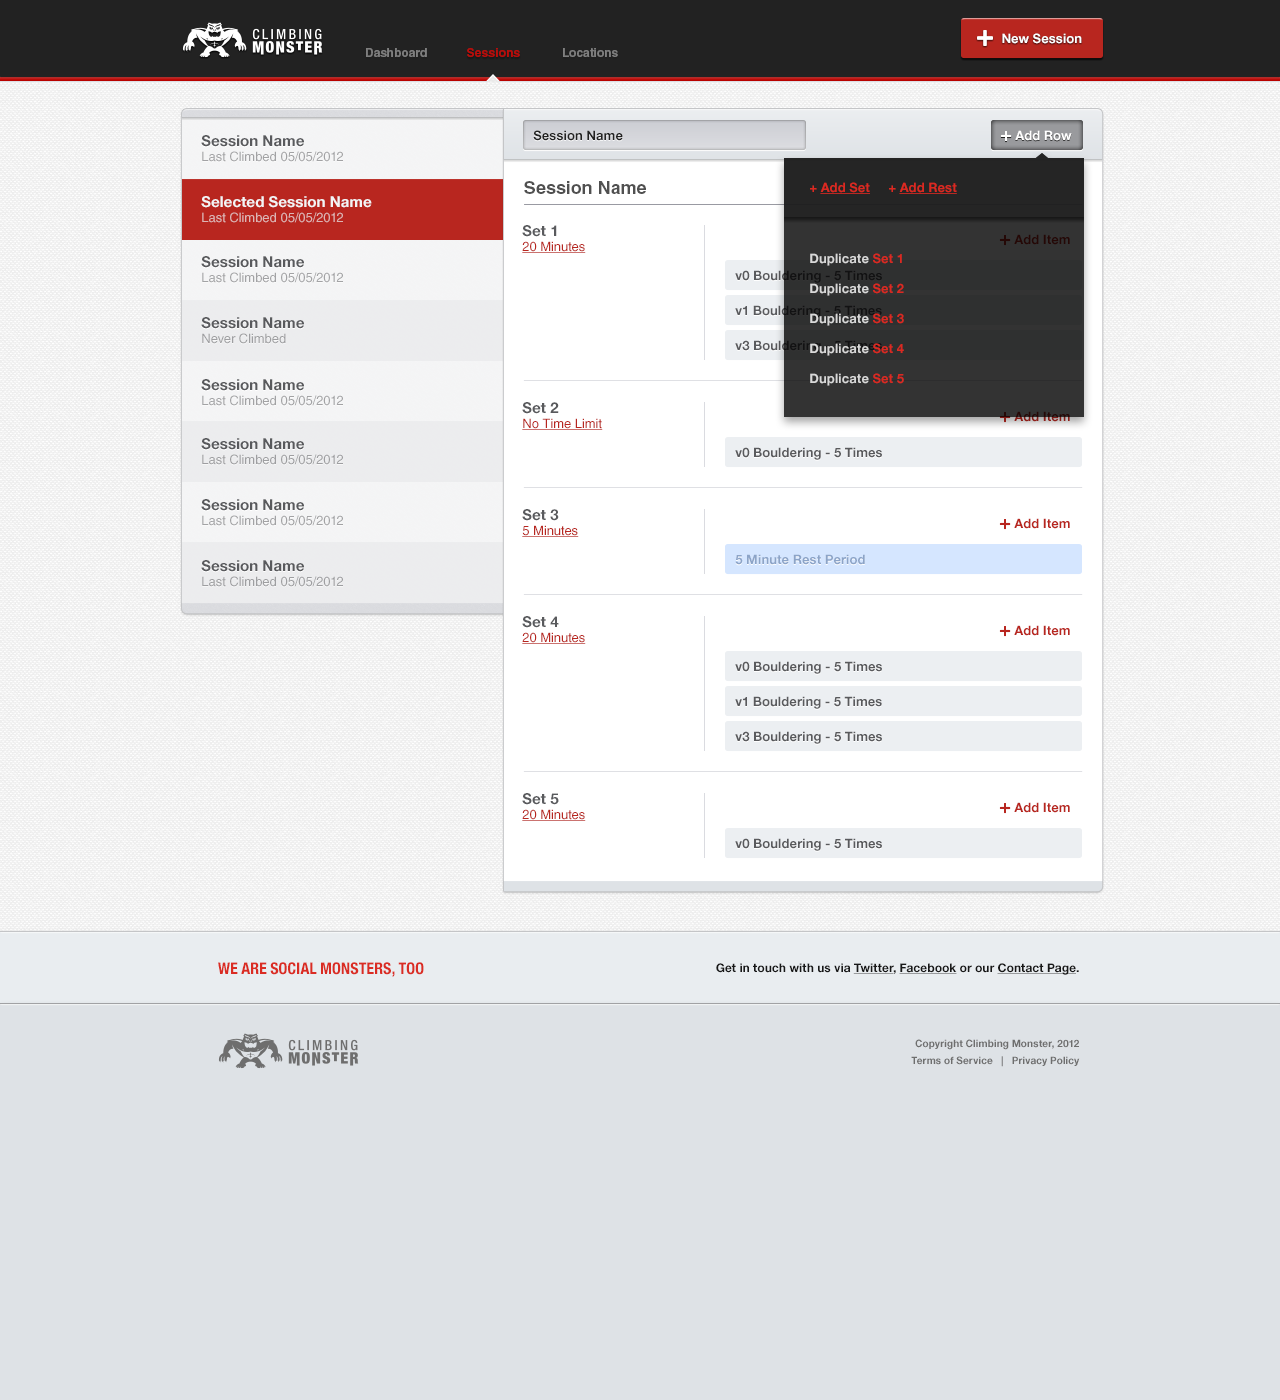 CLIMBING
MONSTER
Dashboard
Sessions
Locations
New Session
Session Name
Last Climbed 05/05/2012
Selected Session Name
Last Climbed 05/05/2012
Session Name
Last Climbed 05/05/2012
Session Name
Never Climbed
Session Name
Last Climbed 05/05/2012
Session Name
Last Climbed 05/05/2012
Session Name
Last Climbed 05/05/2012
Session Name
Last Climbed 05/05/2012
Session Name
+ Add Row
+ Add Set
+ Add Rest
Duplicate Set 1
Duplicate Set 2
Duplicate Set 3
Duplicate Set 4
Duplicate Set 5
Session Name
Set 1
20 Minutes
+ Add Item
v0 Bouldering - 5 Times
v1 Bouldering - 5 Times
v3 Bouldering - 5 Times
Set 2
No Time Limit
+ Add Item
v0 Bouldering - 5 Times
Set 3
5 Minutes
+ Add Item
5 Minute Rest Period
Set 4
20 Minutes
+ Add Item
v0 Bouldering - 5 Times
v1 Bouldering - 5 Times
v3 Bouldering - 5 Times
Set 5
20 Minutes
+ Add Item
v0 Bouldering - 5 Times
WE ARE SOCIAL MONSTERS, TOO
Get in touch with us via Twitter, Facebook or our Contact Page.
CLIMBING
MONSTER
Copyright Climbing Monster, 2012
Terms of Service | Privacy Policy